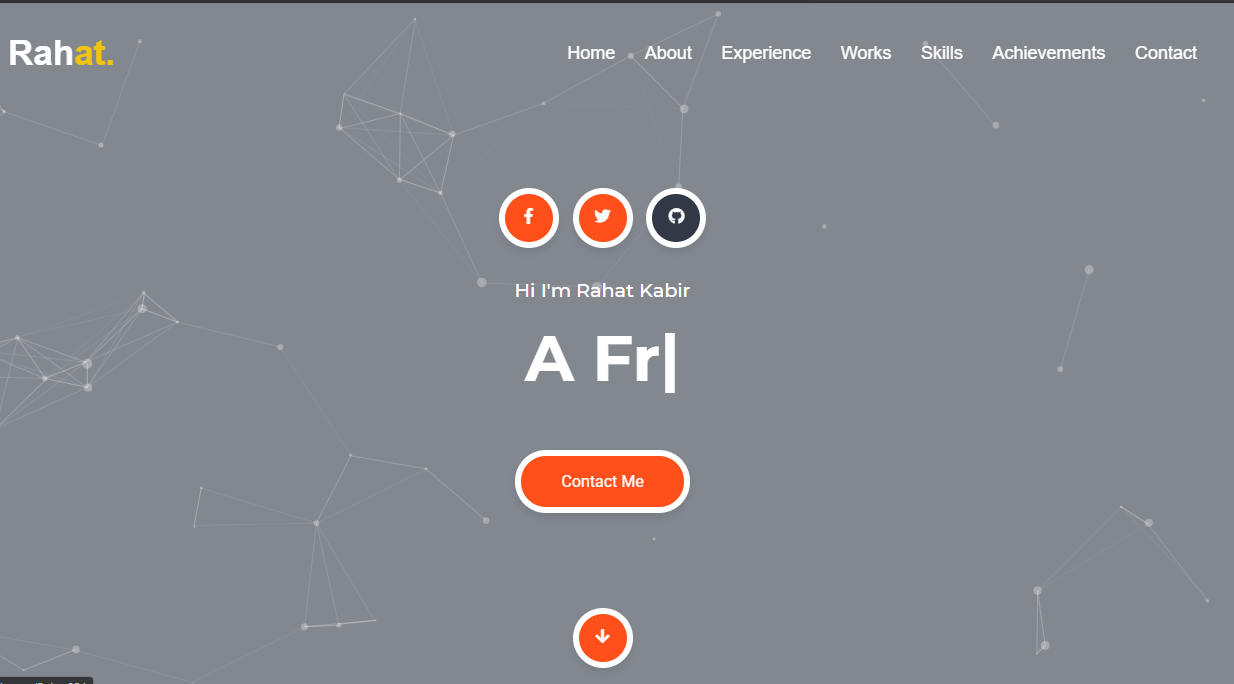 Rahat.
Home About Experience Works Skills Achievements Contact
Hi I'm Rahat Kabir
A Fr|
Contact Me